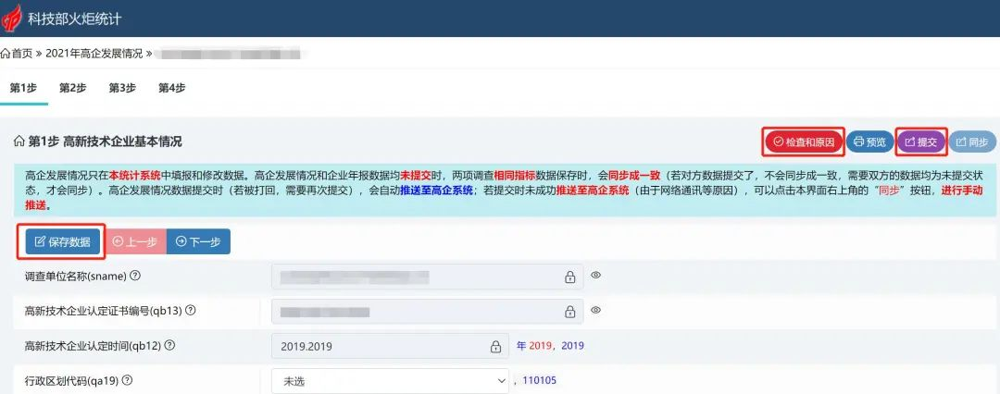 科技部火炬统计
首页 » 2021年高企发展情况 »
第1步 第2步 第3步 第4步
第1步 高新技术企业基本情况 检查和原因 预览 提交 同步
高企发展情况只在本统计系统中填报和修改数据。高企发展情况和企业年报数据均未提交时，两项调查相同指标数据保存时，会同步成一致（若对方数据提交了，不会同步成一致，需要双方的数据均为未提交状
态，才会同步）。高企发展情况数据提交时（若被打回，需要再次提交），会自动推送至高企系统；若提交时未成功推送至高企系统（由于网络通讯等原因），可以点击本界面右上角的“同步”按钮，进行手动
推送。
保存数据 上一步 下一步
调查单位名称(sname)
高新技术企业认定证书编号(qb13)
高新技术企业认定时间(qb12) 2019.2019 年 2019，2019
行政区划代码(qa19) 未选 ，110105